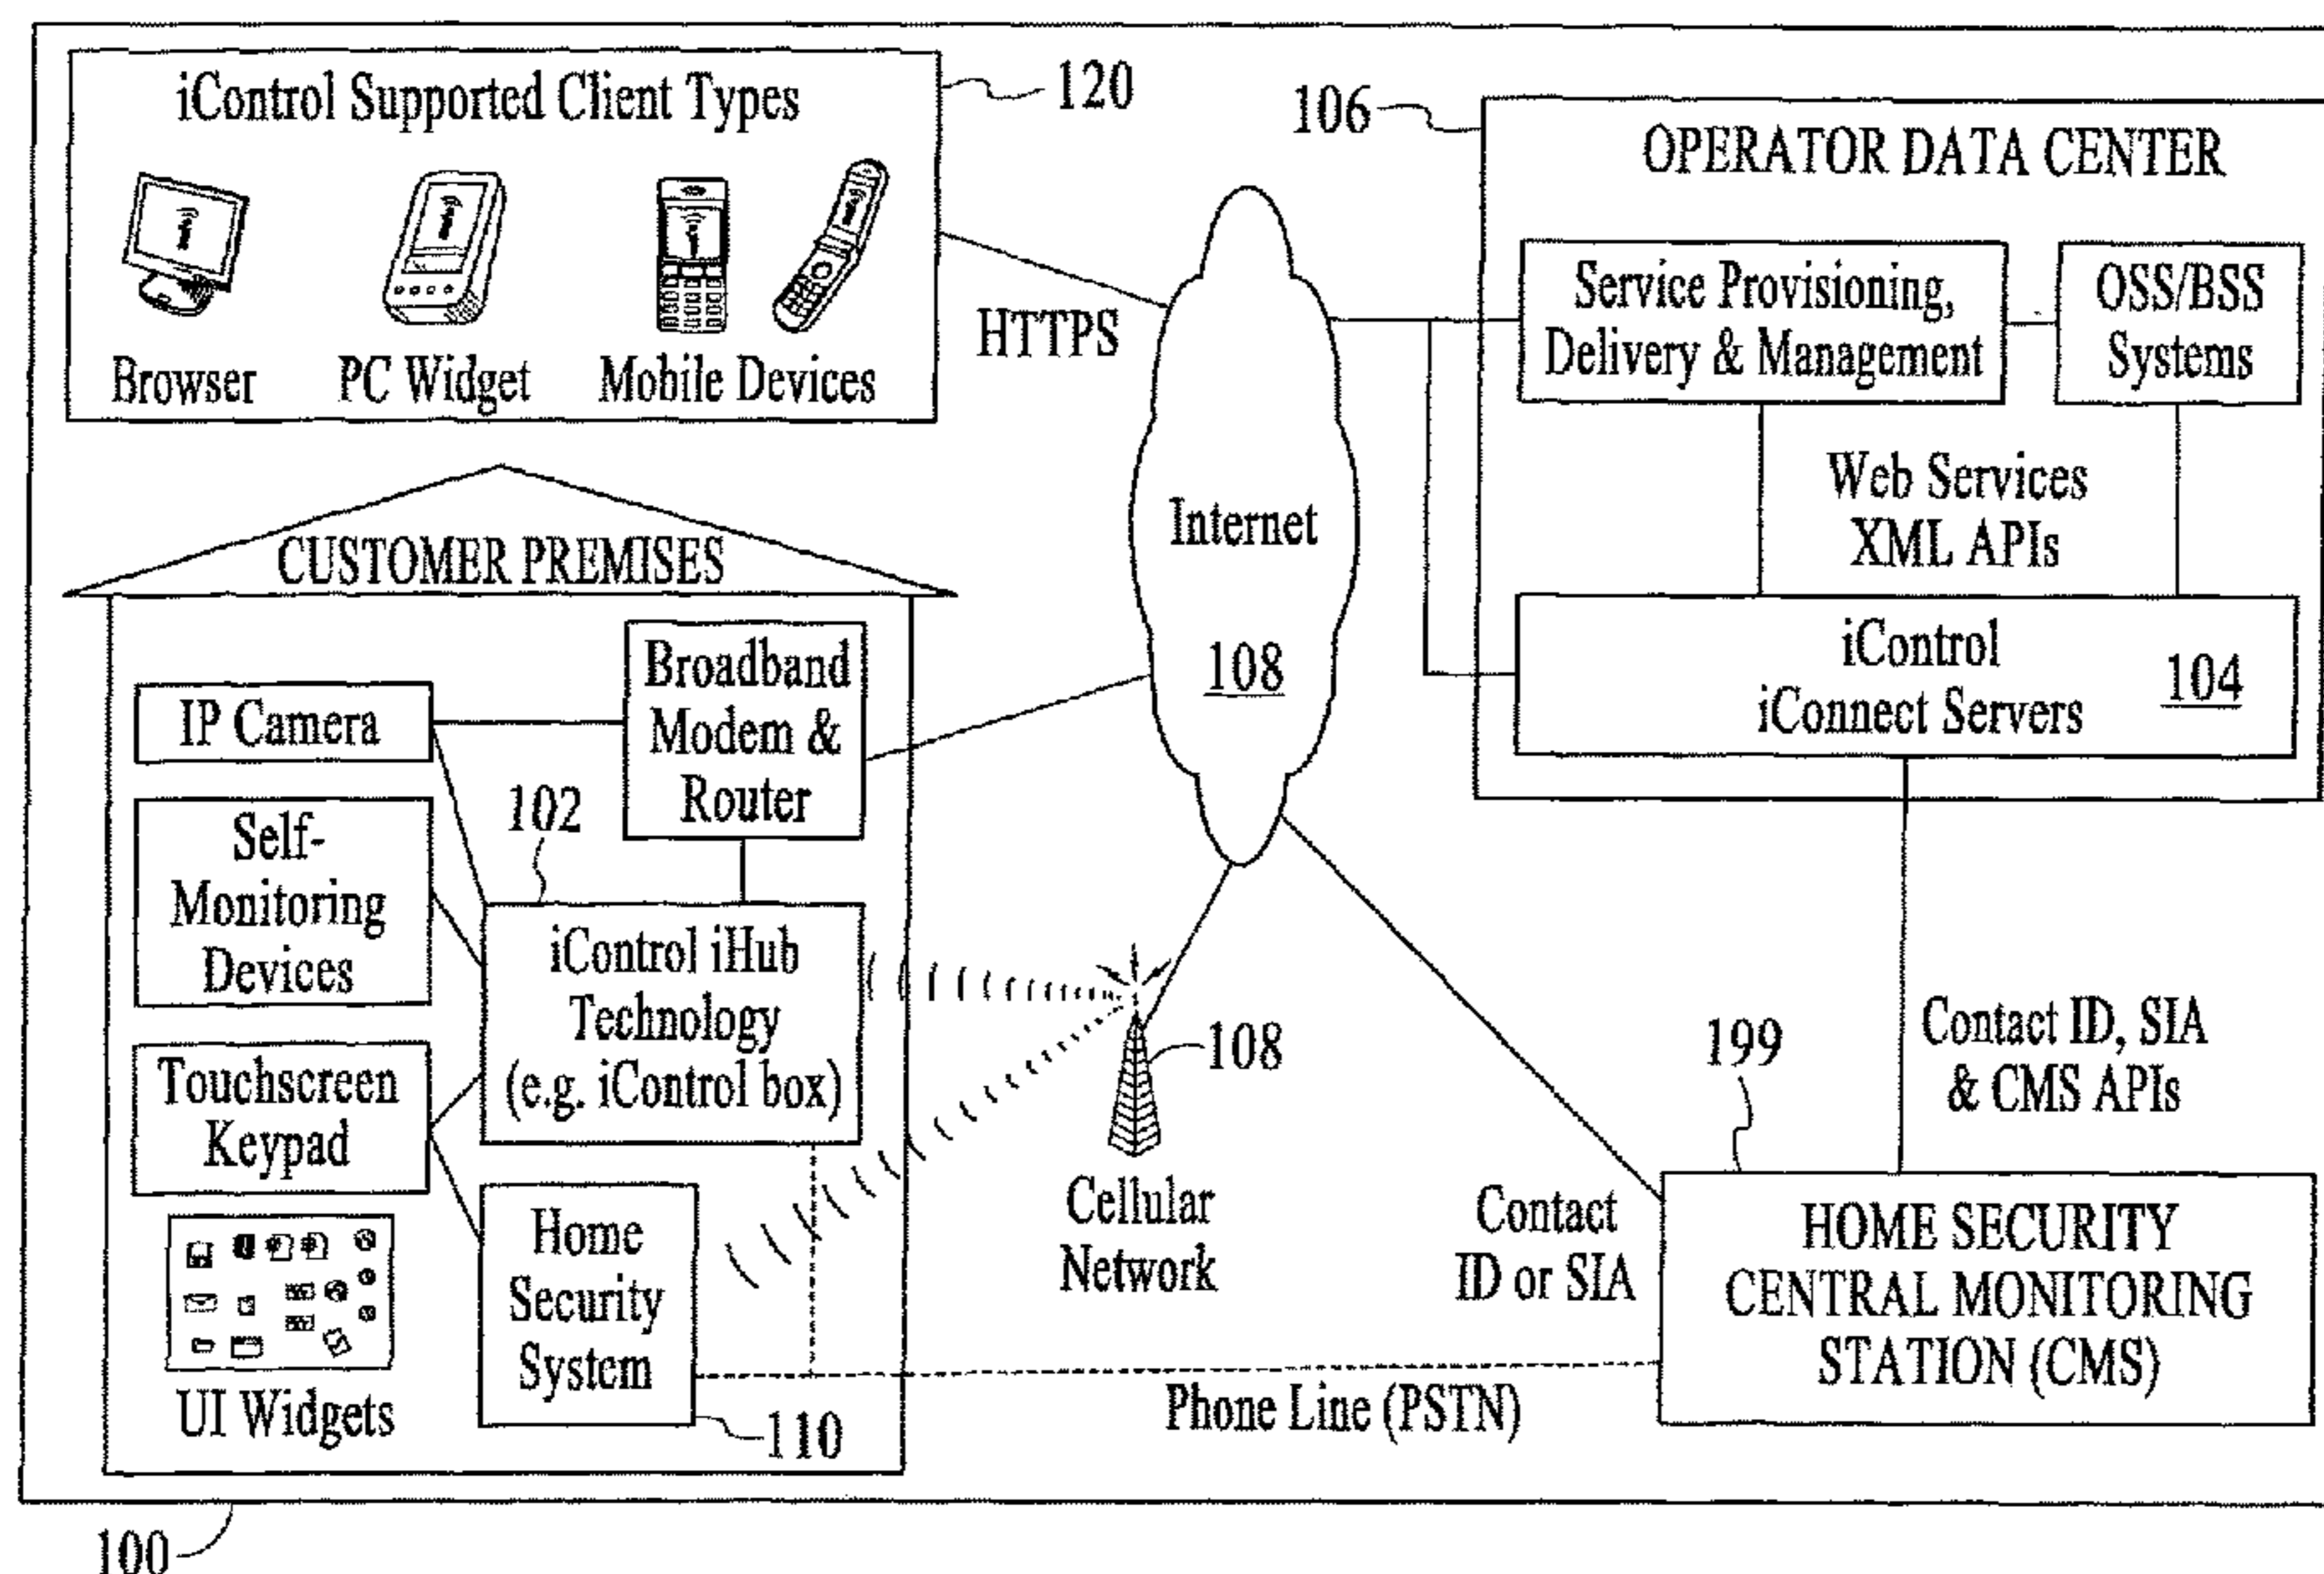 iControl Supported Client Types
120
Browser
PC Widget
Mobile Devices
HTTPS
106
OPERATOR DATA CENTER
Service Provisioning,
Delivery & Management
OSS/BSS
Systems
Web Services
XML APIs
iControl
iConnect Servers
104
Internet
108
CUSTOMER PREMISES
IP Camera
Broadband
Modem &
Router
Self-
Monitoring
Devices
102
iControl iHub
Technology
(e.g. iControl box)
Touchscreen
Keypad
UI Widgets
Home
Security
System
110
108
Cellular
Network
Contact
ID or SIA
199
Contact ID, SIA
& CMS APIs
HOME SECURITY
CENTRAL MONITORING
STATION (CMS)
Phone Line (PSTN)
100